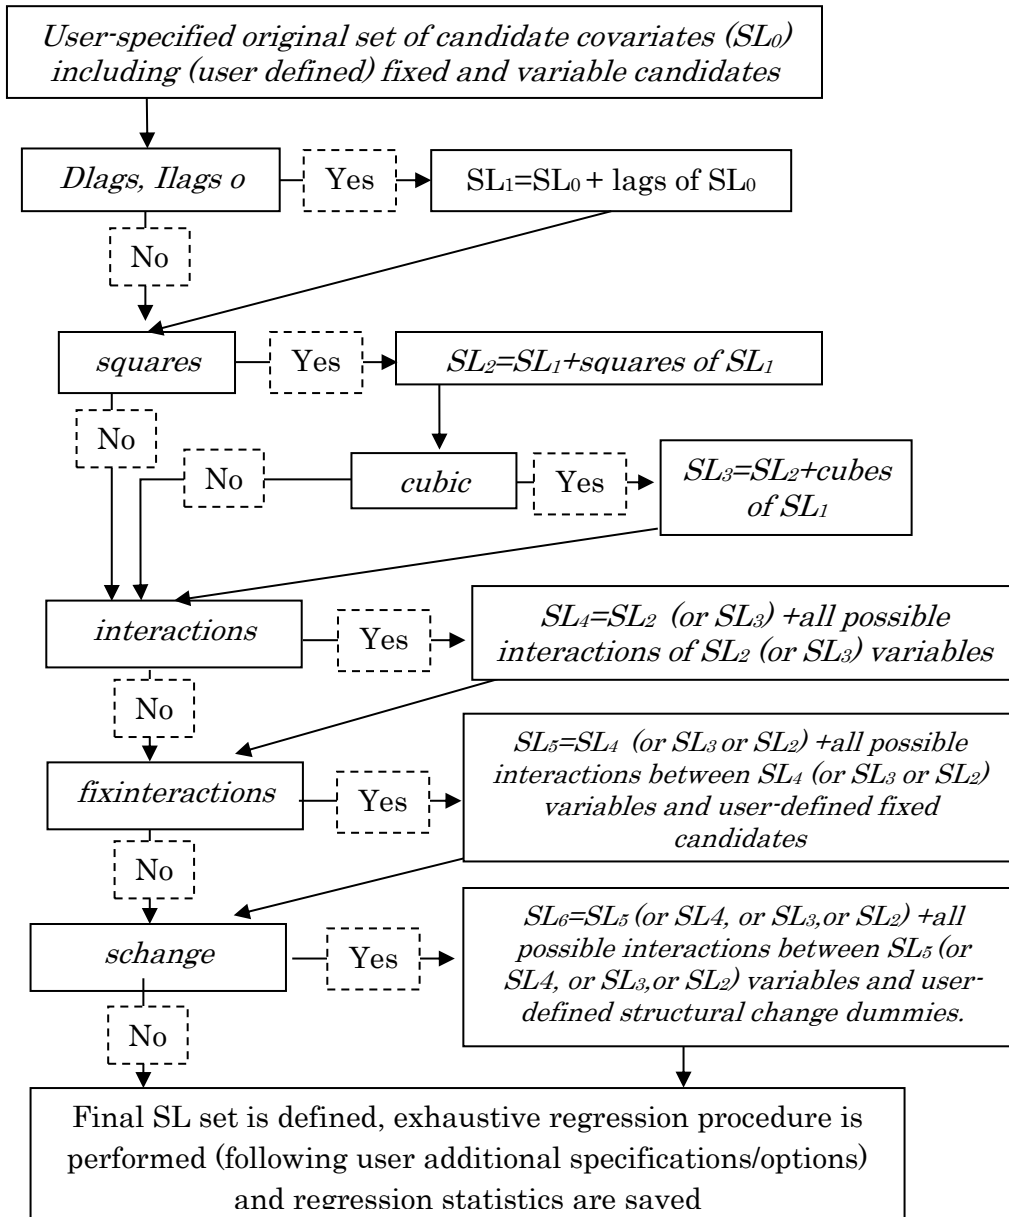 User-specified original set of candidate covariates (SL₀)
including (user defined) fixed and variable candidates
Dlags, Ilags o
Yes
SL₁=SL₀ + lags of SL₀
No
squares
Yes
SL₂=SL₁+squares of SL₁
No
No
cubic
Yes
SL₃=SL₂+cubes
of SL₁
interactions
Yes
SL₄=SL₂ (or SL₃) +all possible
interactions of SL₂ (or SL₃) variables
No
fixinteractions
Yes
SL₅=SL₄ (or SL₃ or SL₂) +all possible
interactions between SL₄ (or SL₃ or SL₂)
variables and user-defined fixed
candidates
No
schange
Yes
SL₆=SL₅ (or SL4, or SL₃,or SL₂) +all
possible interactions between SL₅ (or
SL4, or SL₃,or SL₂) variables and user-
defined structural change dummies.
No
Final SL set is defined, exhaustive regression procedure is
performed (following user additional specifications/options)
and regression statistics are saved